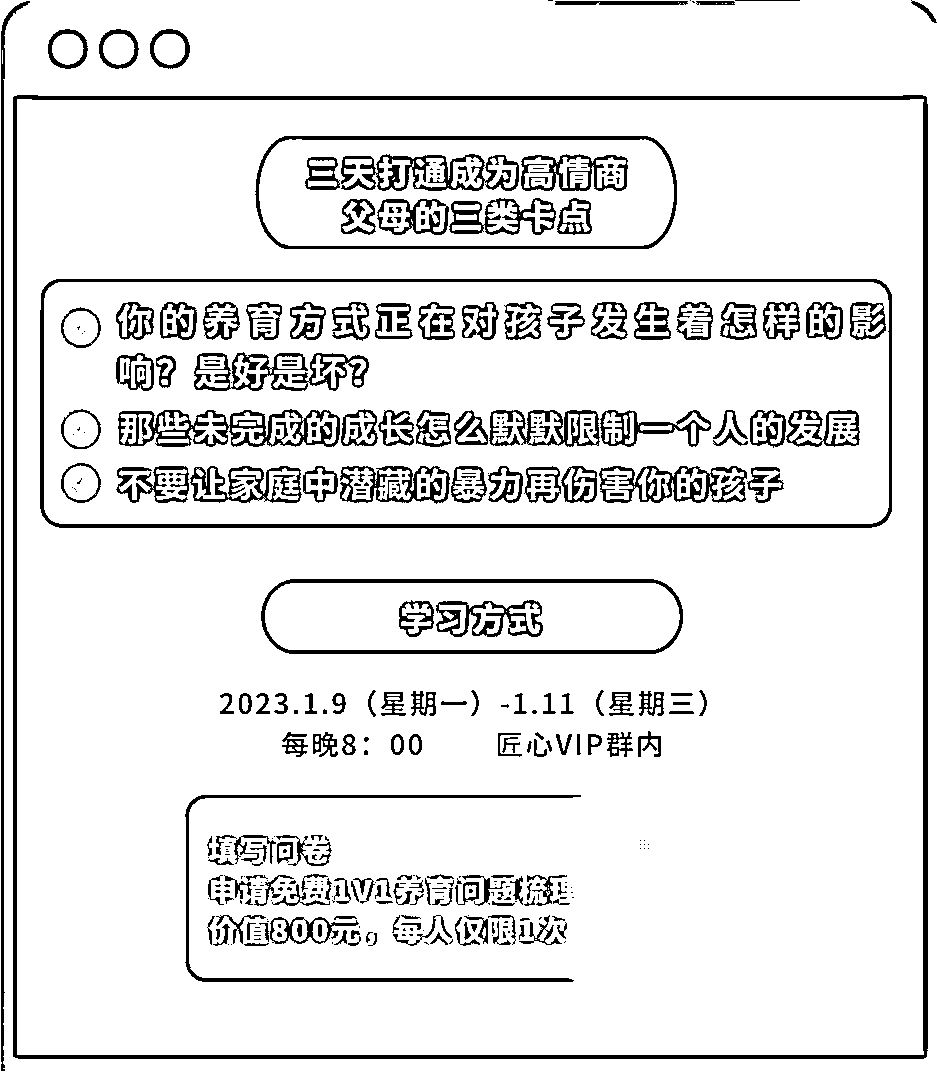 三天打通成为高情商
父母的三类卡点
你的养育方式正在对孩子发生着怎样的影
响？是好是坏？
那些未完成的成长怎么默默限制一个人的发展
不要让家庭中潜藏的暴力再伤害你的孩子
学习方式
2023.1.9（星期一）-1.11（星期三）
每晚8：00 匠心VIP群内
填写问卷
申请免费1V1养育问题梳理
价值800元，每人仅限1次